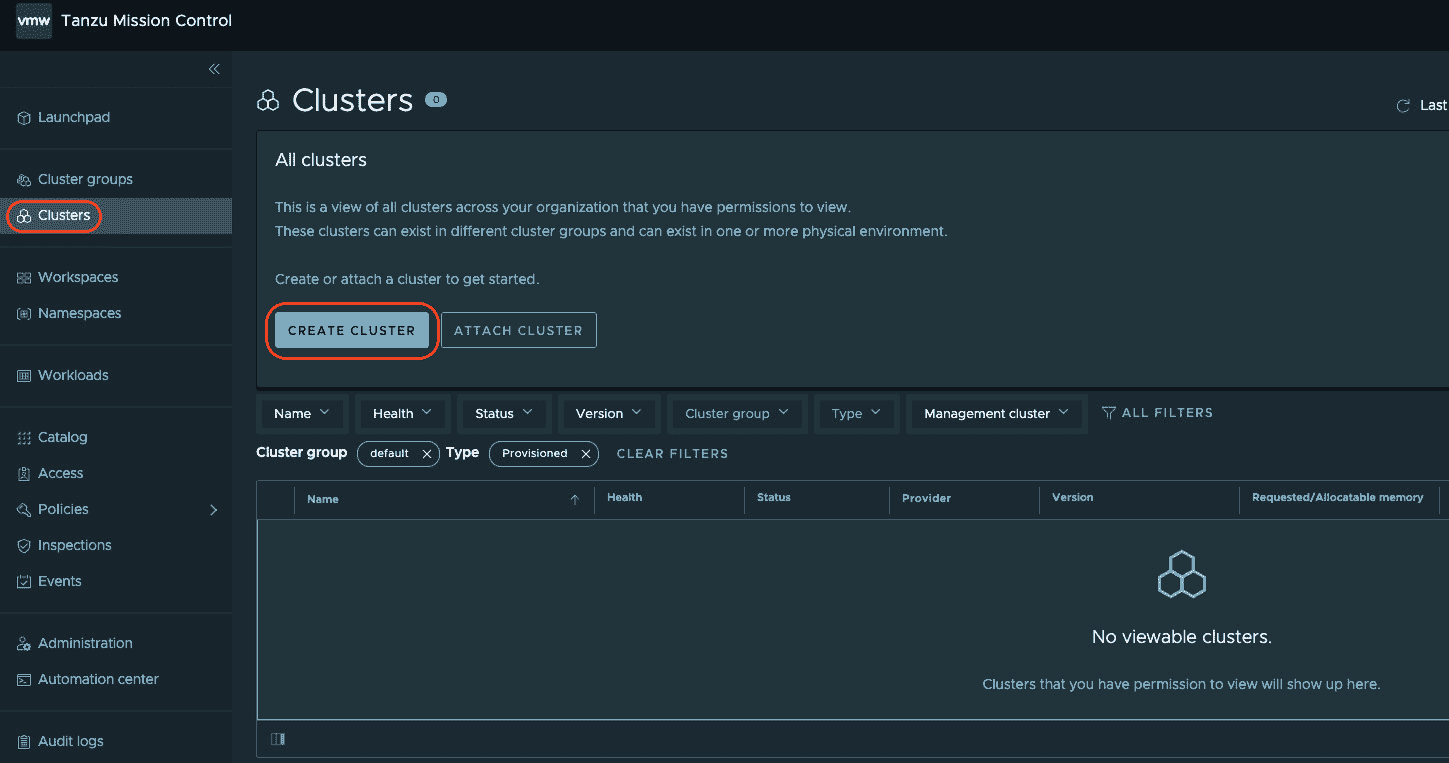 vmw Tanzu Mission Control
Launchpad
Cluster groups
Clusters
Workspaces
Namespaces
Workloads
Catalog
Access
Policies
Inspections
Events
Administration
Automation center
Audit logs
Clusters 0
Last
All clusters
This is a view of all clusters across your organization that you have permissions to view.
These clusters can exist in different cluster groups and can exist in one or more physical environment.
Create or attach a cluster to get started.
CREATE CLUSTER ATTACH CLUSTER
Name Health Status Version Cluster group Type Management cluster ALL FILTERS
Cluster group default Type Provisioned CLEAR FILTERS
Name Health Status Provider Version Requested/Allocatable memory
No viewable clusters.
Clusters that you have permission to view will show up here.